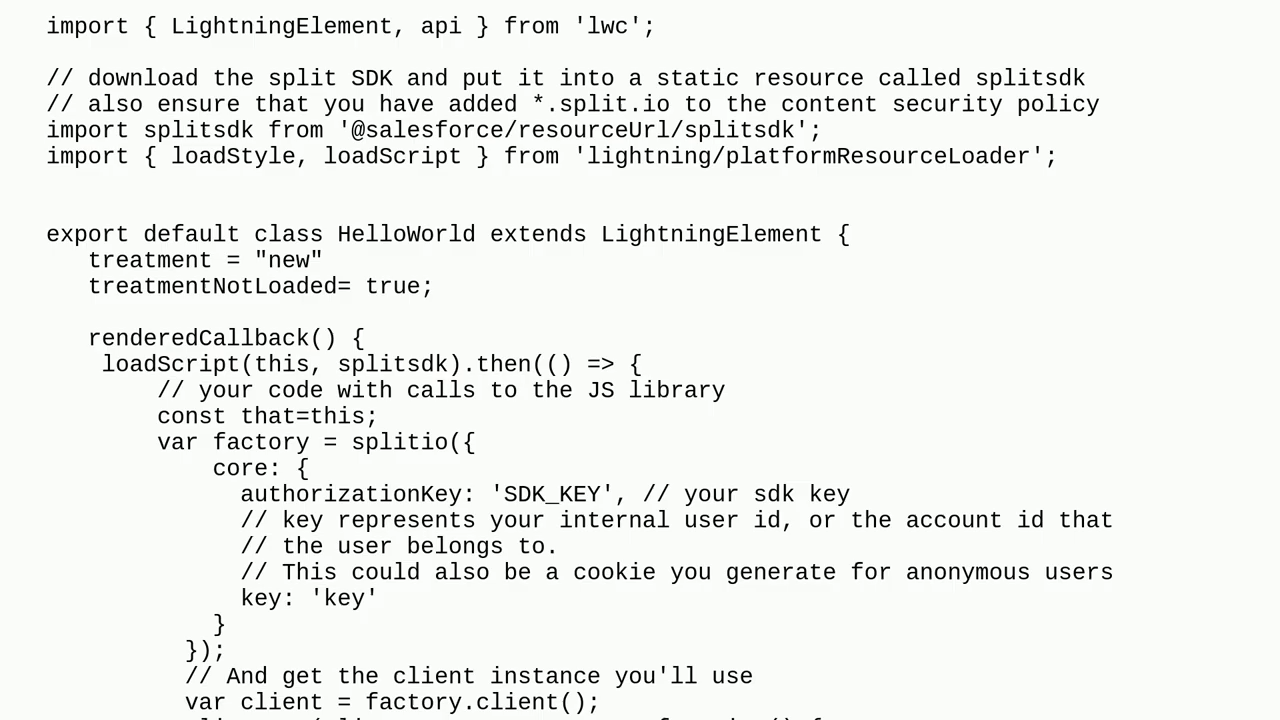 import { LightningElement, api } from 'lwc';
// download the split SDK and put it into a static resource called splitsdk
// also ensure that you have added *.split.io to the content security policy
import splitsdk from '@salesforce/resourceUrl/splitsdk';
import { loadStyle, loadScript } from 'lightning/platformResourceLoader';
export default class HelloWorld extends LightningElement {
treatment = "new"
treatmentNotLoaded= true;
renderedCallback() {
loadScript(this, splitsdk).then(() => {
// your code with calls to the JS library
const that=this;
var factory = splitio({
core: {
authorizationKey: 'SDK_KEY', // your sdk key
// key represents your internal user id, or the account id that
// the user belongs to.
// This could also be a cookie you generate for anonymous users
key: 'key'
}
});
// And get the client instance you'll use
var client = factory.client();